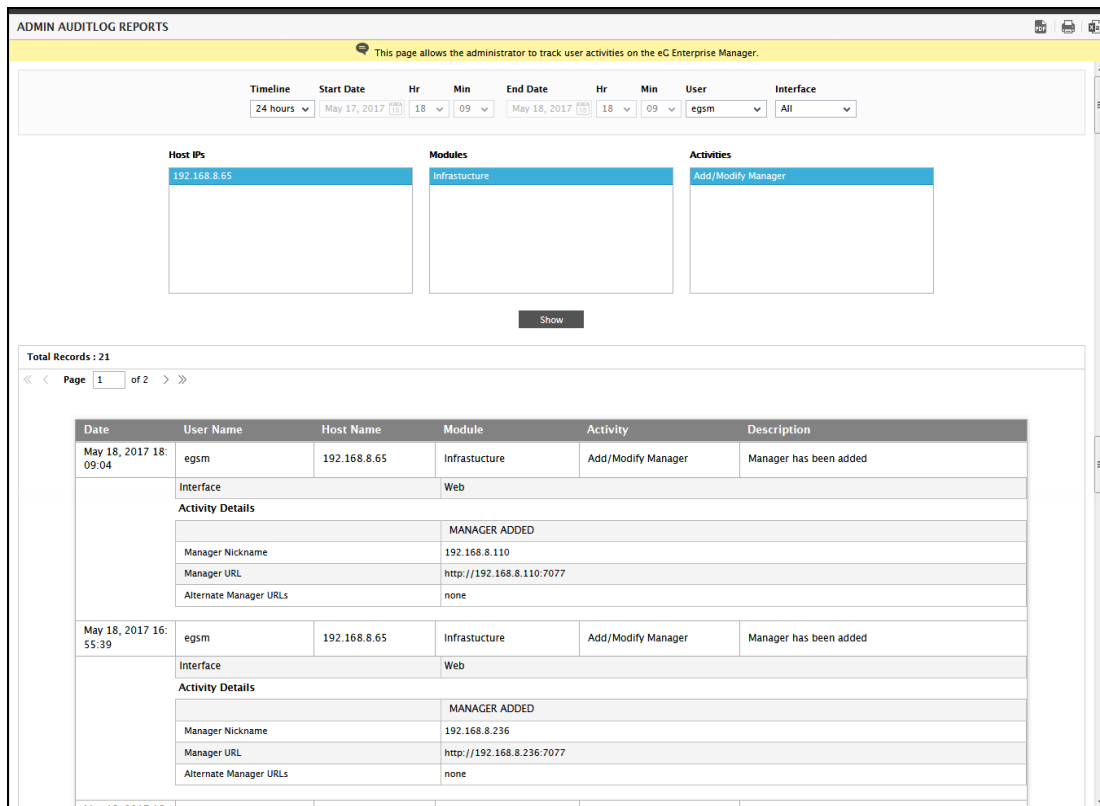 ADMIN AUDITLOG REPORTS
PDF
This page allows the administrator to track user activities on the eG Enterprise Manager.
Timeline Start Date Hr Min End Date Hr Min User Interface
24 hours May 17, 2017 15 18 09 May 18, 2017 15 18 09 egsm All
Host IPs Modules Activities
192.168.8.65 Infrastucture Add/Modify Manager
Show
Total Records : 21
Page 1 of 2
Date User Name Host Name Module Activity Description
May 18, 2017 18:
09:04 egsm 192.168.8.65 Infrastucture Add/Modify Manager Manager has been added
Interface Web
Activity Details
MANAGER ADDED
Manager Nickname 192.168.8.110
Manager URL http://192.168.8.110:7077
Alternate Manager URLs none
May 18, 2017 16:
55:39 egsm 192.168.8.65 Infrastucture Add/Modify Manager Manager has been added
Interface Web
Activity Details
MANAGER ADDED
Manager Nickname 192.168.8.236
Manager URL http://192.168.8.236:7077
Alternate Manager URLs none